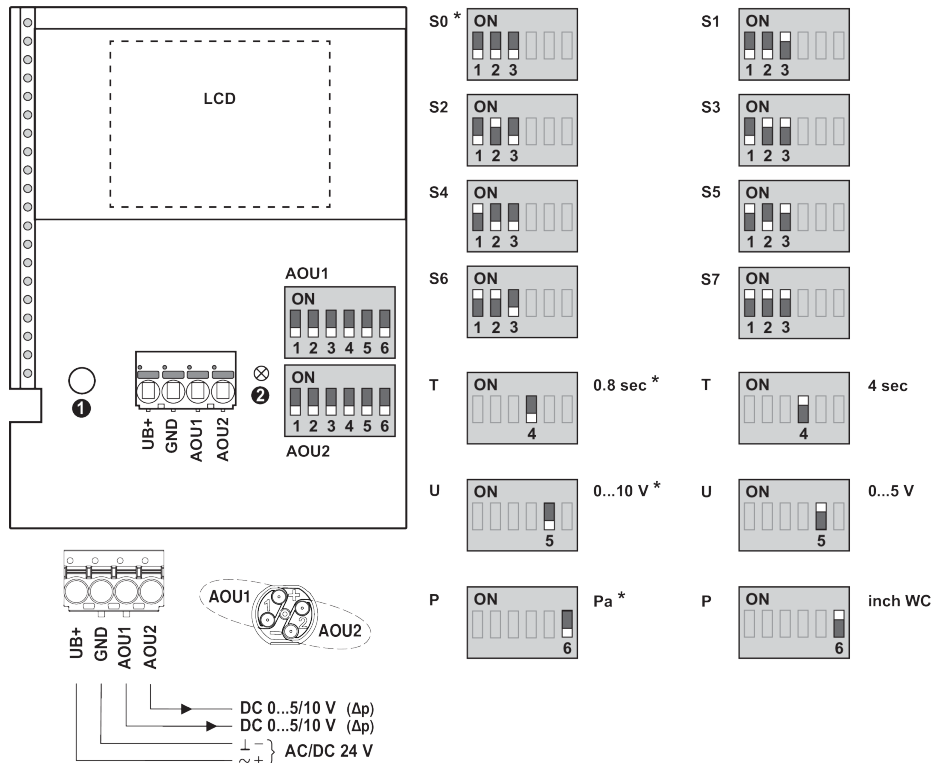 LCD
AOU1
ON
1 2 3 4 5 6
ON
1 2 3 4 5 6
AOU2
❶
❷
UB+
GND
AOU1
AOU2
S0 *
ON
1 2 3
S1
ON
1 2 3
S2
ON
1 2 3
S3
ON
1 2 3
S4
ON
1 2 3
S5
ON
1 2 3
S6
ON
1 2 3
S7
ON
1 2 3
T
ON
4
0.8 sec *
T
ON
4
4 sec
U
ON
5
0...10 V *
U
ON
5
0...5 V
P
ON
6
Pa *
P
ON
6
inch WC
UB+
GND
AOU1
AOU2
AOU1
1 +
2 −
AOU2
DC 0...5/10 V (Δp)
DC 0...5/10 V (Δp)
⊥ −
~ +
} AC/DC 24 V